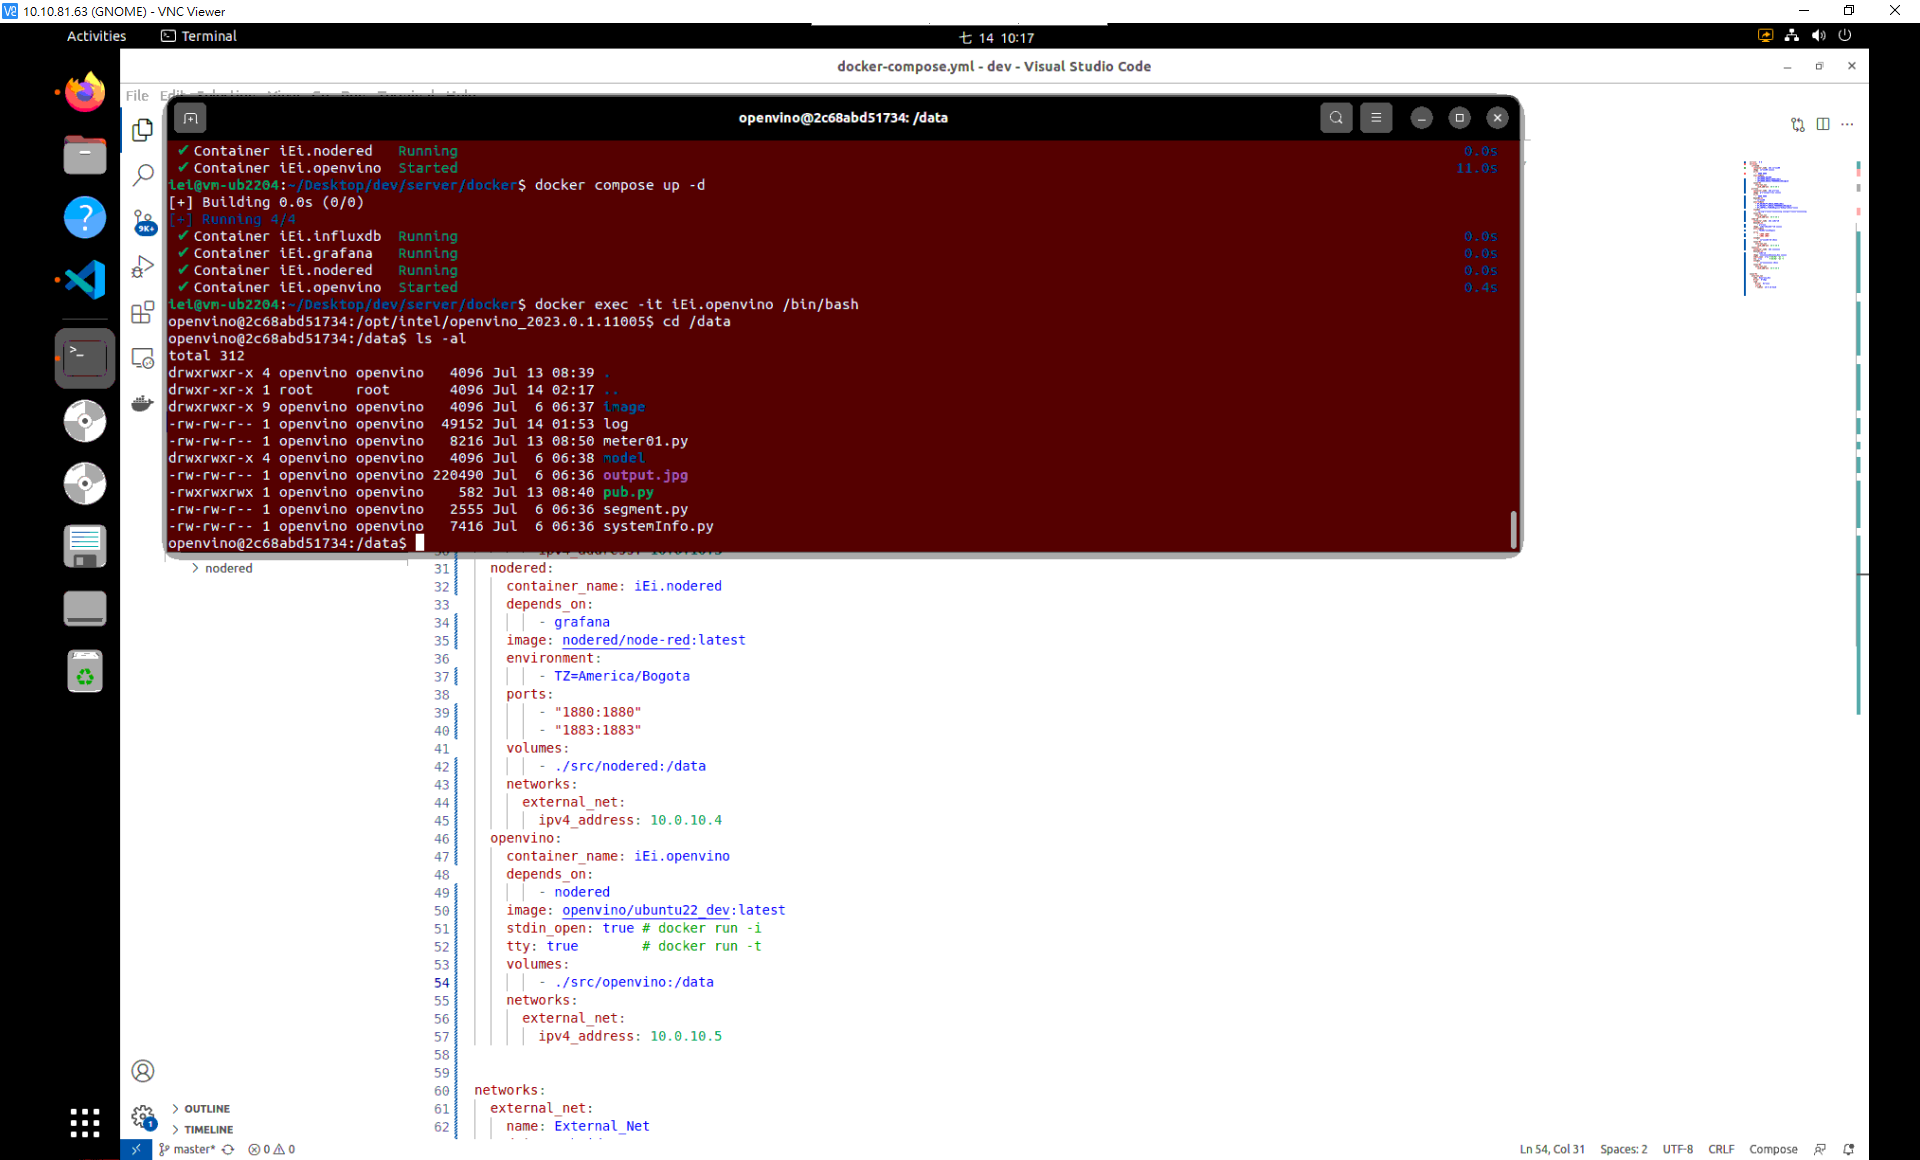 10.10.81.63 (GNOME) - VNC Viewer
Activities
Terminal
七 14 10:17
docker-compose.yml - dev - Visual Studio Code
File
openvino@2c68abd51734: /data
✔ Container iEi.nodered Running 0.0s
✔ Container iEi.openvino Started 11.0s
iei@vm-ub2204:~/Desktop/dev/server/docker$ docker compose up -d
[+] Building 0.0s (0/0)
[+] Running 4/4
✔ Container iEi.influxdb Running 0.0s
✔ Container iEi.grafana Running 0.0s
✔ Container iEi.nodered Running 0.0s
✔ Container iEi.openvino Started 0.4s
iei@vm-ub2204:~/Desktop/dev/server/docker$ docker exec -it iEi.openvino /bin/bash
openvino@2c68abd51734:/opt/intel/openvino_2023.0.1.11005$ cd /data
openvino@2c68abd51734:/data$ ls -al
total 312
drwxrwxr-x 4 openvino openvino 4096 Jul 13 08:39 .
drwxr-xr-x 1 root root 4096 Jul 14 02:17 ..
drwxrwxr-x 9 openvino openvino 4096 Jul 6 06:37 image
-rw-rw-r-- 1 openvino openvino 49152 Jul 14 01:53 log
-rw-rw-r-- 1 openvino openvino 8216 Jul 13 08:50 meter01.py
drwxrwxr-x 4 openvino openvino 4096 Jul 6 06:38 model
-rw-rw-r-- 1 openvino openvino 220490 Jul 6 06:36 output.jpg
-rwxrwxrwx 1 openvino openvino 582 Jul 13 08:40 pub.py
-rw-rw-r-- 1 openvino openvino 2555 Jul 6 06:36 segment.py
-rw-rw-r-- 1 openvino openvino 7416 Jul 6 06:36 systemInfo.py
openvino@2c68abd51734:/data$
9K+
> nodered
31 nodered:
32 container_name: iEi.nodered
33 depends_on:
34 - grafana
35 image: nodered/node-red:latest
36 environment:
37 - TZ=America/Bogota
38 ports:
39 - "1880:1880"
40 - "1883:1883"
41 volumes:
42 - ./src/nodered:/data
43 networks:
44 external_net:
45 ipv4_address: 10.0.10.4
46 openvino:
47 container_name: iEi.openvino
48 depends_on:
49 - nodered
50 image: openvino/ubuntu22_dev:latest
51 stdin_open: true # docker run -i
52 tty: true # docker run -t
53 volumes:
54 - ./src/openvino:/data
55 networks:
56 external_net:
57 ipv4_address: 10.0.10.5
58
59
60 networks:
61 external_net:
62 name: External_Net
> OUTLINE
> TIMELINE
1
master*
0 0
Ln 54, Col 31
Spaces: 2
UTF-8
CRLF
Compose